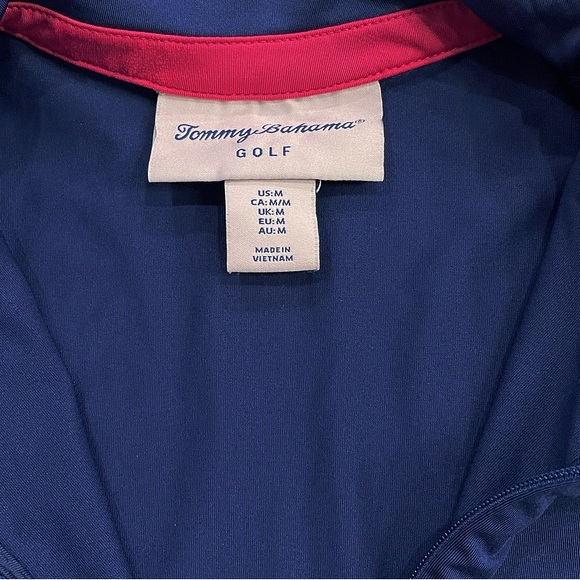 Tommy Bahama®
GOLF
US:M
CA:M/M
UK:M
EU:M
AU:M
MADE IN
VIETNAM